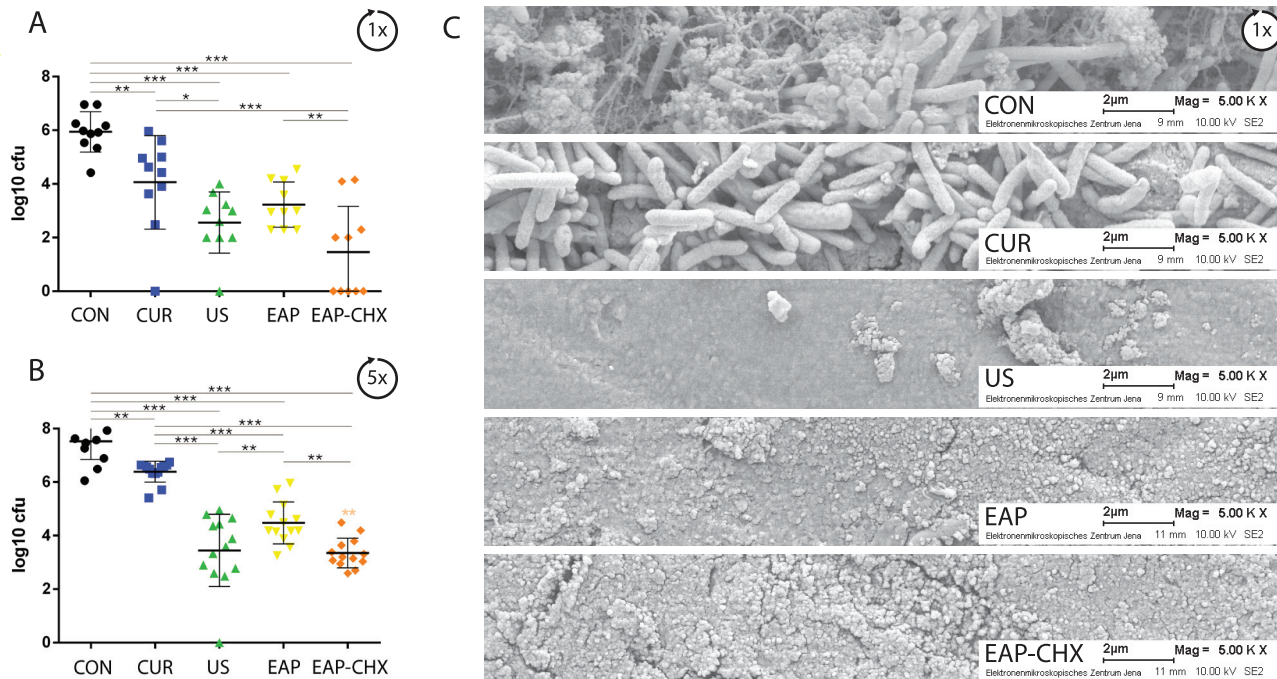 A
1x
***
***
***
**
*
***
**
8
6
4
2
0
log10 cfu
CON CUR US EAP EAP-CHX
B
5x
***
***
***
**
***
***
***
**
**
**
8
6
4
2
0
log10 cfu
CON CUR US EAP EAP-CHX
C
1x
CON 2µm Mag = 5.00 K X
Elektronenmikroskopisches Zentrum Jena 9 mm 10.00 kV SE2
CUR 2µm Mag = 5.00 K X
Elektronenmikroskopisches Zentrum Jena 9 mm 10.00 kV SE2
US 2µm Mag = 5.00 K X
Elektronenmikroskopisches Zentrum Jena 9 mm 10.00 kV SE2
EAP 2µm Mag = 5.00 K X
Elektronenmikroskopisches Zentrum Jena 11 mm 10.00 kV SE2
EAP-CHX 2µm Mag = 5.00 K X
Elektronenmikroskopisches Zentrum Jena 11 mm 10.00 kV SE2